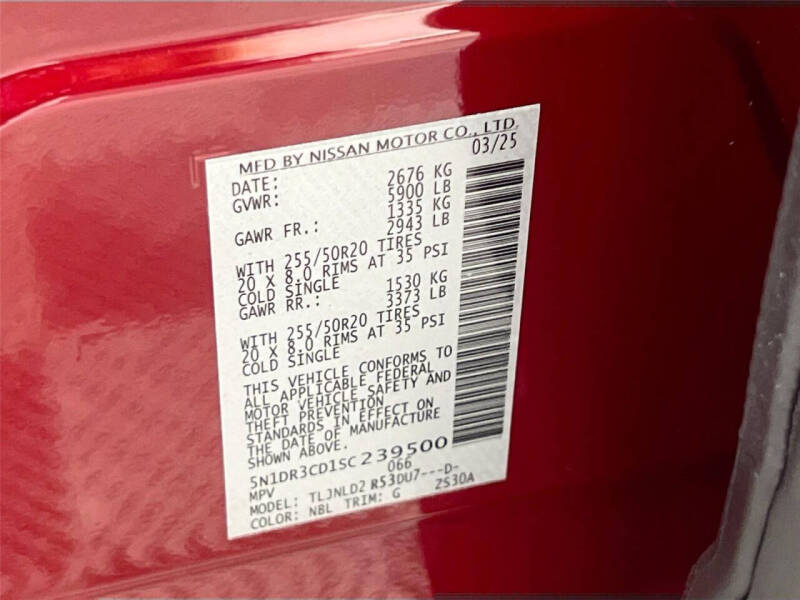 MFD BY NISSAN MOTOR CO., LTD.
DATE: 03/25
GVWR: 2676 KG
5900 LB
GAWR FR.: 1335 KG
2943 LB
WITH 255/50R20 TIRES
20 X 8.0 RIMS AT 35 PSI
COLD SINGLE
GAWR RR.: 1530 KG
3373 LB
WITH 255/50R20 TIRES
20 X 8.0 RIMS AT 35 PSI
COLD SINGLE
THIS VEHICLE CONFORMS TO
ALL APPLICABLE FEDERAL
MOTOR VEHICLE SAFETY AND
THEFT PREVENTION
STANDARDS IN EFFECT ON
THE DATE OF MANUFACTURE
SHOWN ABOVE.
5N1DR3CD1SC239500
MPV 066
MODEL: TLJNLD2 R53DU7---D-
COLOR: NBL TRIM: G ZS30A